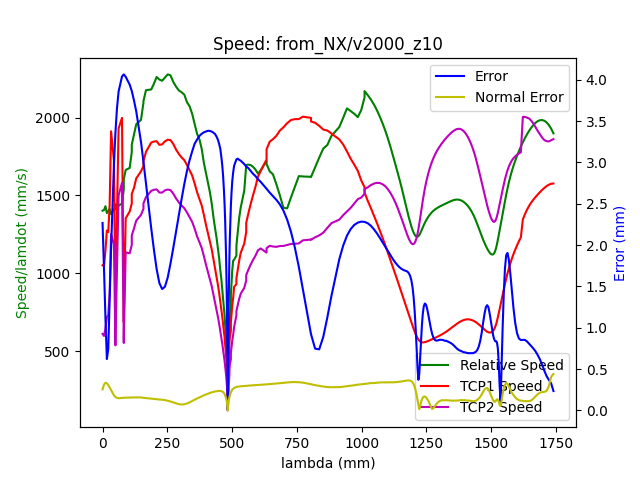 Speed: from_NX/v2000_z10
Error
Normal Error
Relative Speed
TCP1 Speed
TCP2 Speed
Speed/lamdot (mm/s)
Error (mm)
2000
1500
1000
500
4.0
3.5
3.0
2.5
2.0
1.5
1.0
0.5
0.0
0 250 500 750 1000 1250 1500 1750
lambda (mm)